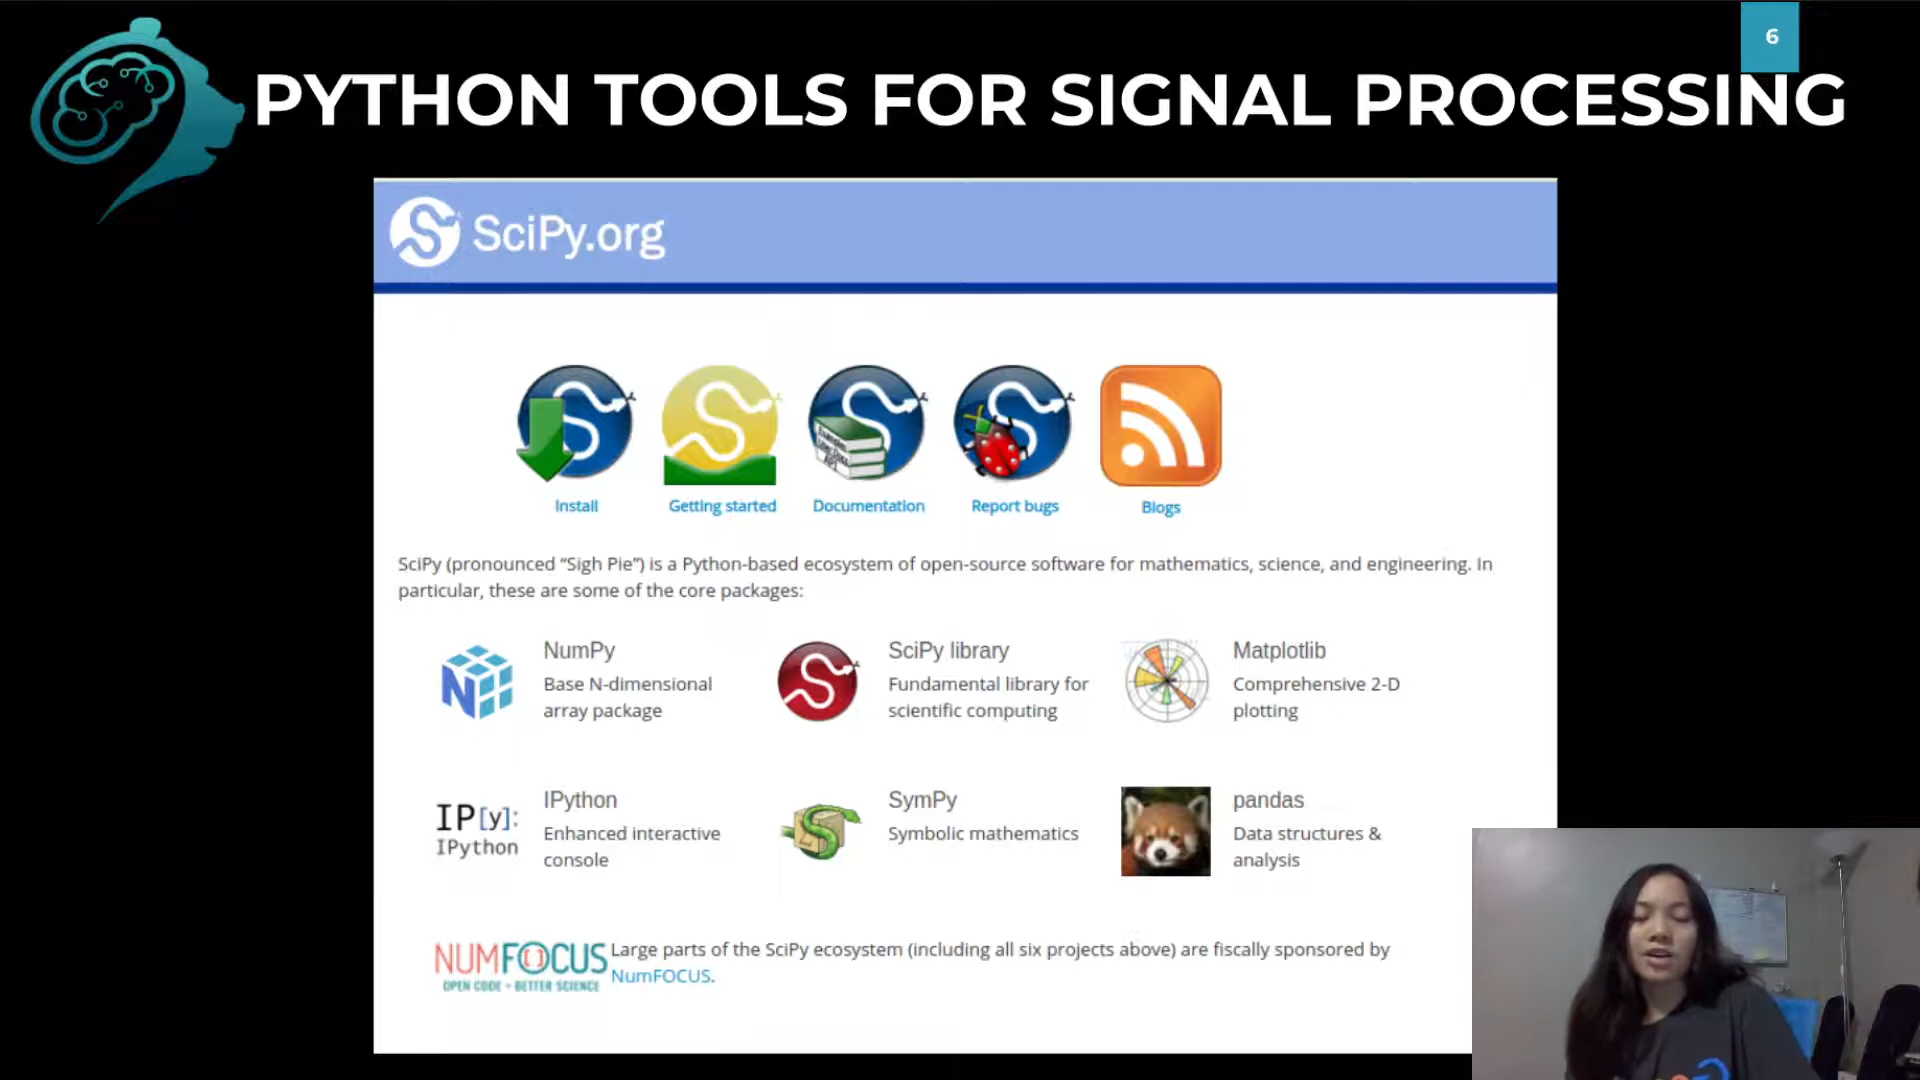 6
PYTHON TOOLS FOR SIGNAL PROCESSING
SciPy.org
Install
Getting started
Documentation
Report bugs
Blogs
SciPy (pronounced “Sigh Pie”) is a Python-based ecosystem of open-source software for mathematics, science, and engineering. In
particular, these are some of the core packages:
NumPy
Base N-dimensional
array package
SciPy library
Fundamental library for
scientific computing
Matplotlib
Comprehensive 2-D
plotting
IP[y]:
IPython
IPython
Enhanced interactive
console
SymPy
Symbolic mathematics
pandas
Data structures &
analysis
NUMFOCUS
OPEN CODE = BETTER SCIENCE
Large parts of the SciPy ecosystem (including all six projects above) are fiscally sponsored by
NumFOCUS.